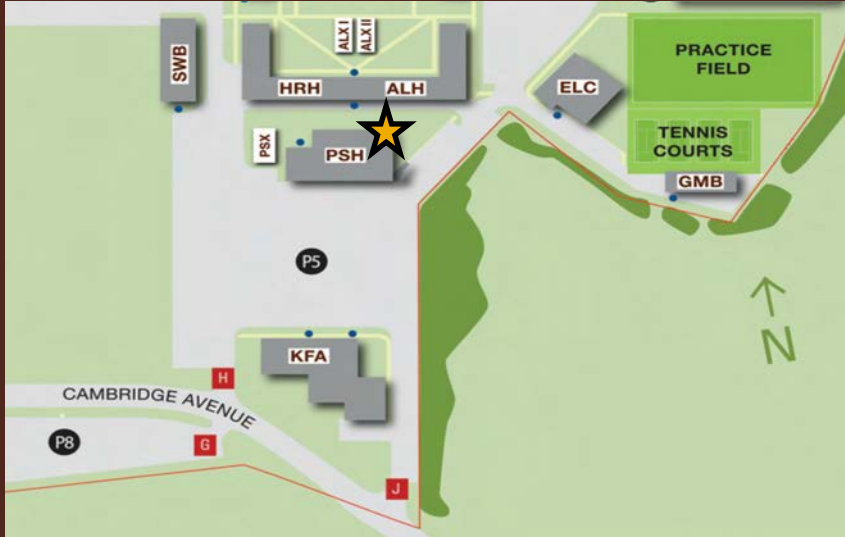 ALX I
ALX II
SWB
HRH
ALH
PRACTICE
FIELD
ELC
PSX
PSH
TENNIS
COURTS
GMB
P5
N
KFA
H
CAMBRIDGE AVENUE
P8
G
J